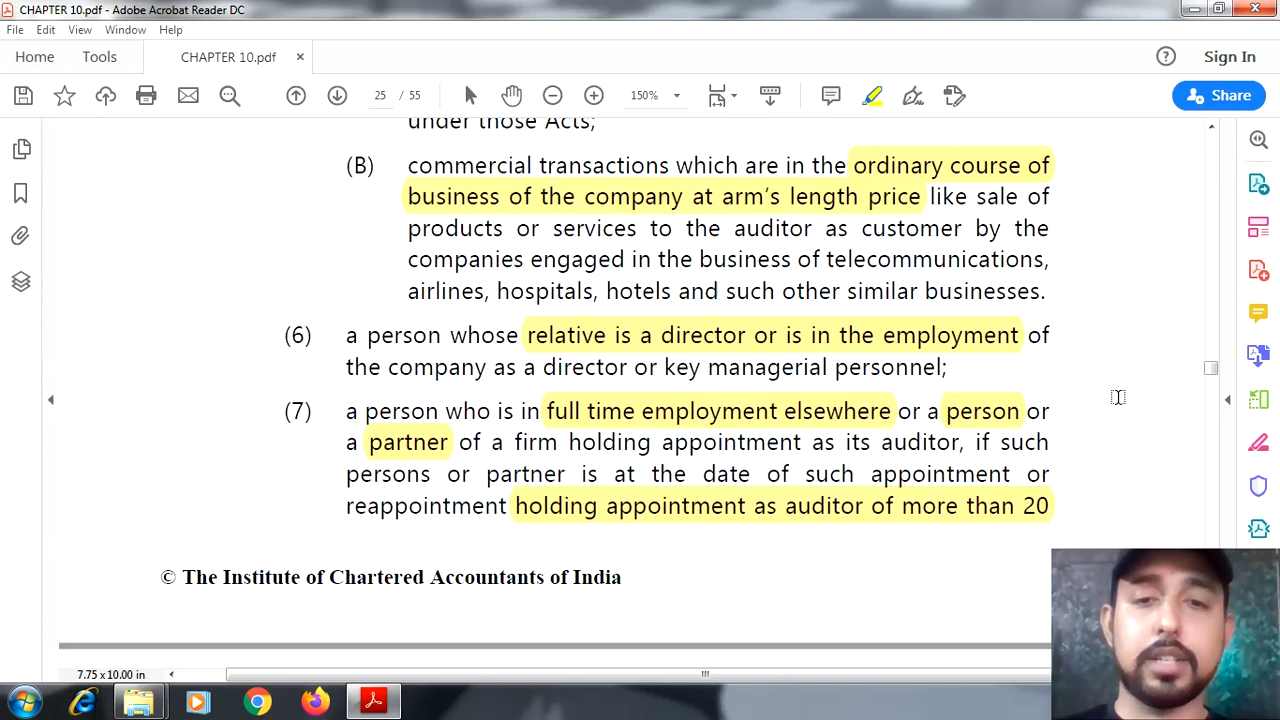 CHAPTER 10.pdf - Adobe Acrobat Reader DC
File Edit View Window Help
Home Tools CHAPTER 10.pdf × Sign In
25 / 55 150% Share
under those Acts;
(B) commercial transactions which are in the ordinary course of
business of the company at arm's length price like sale of
products or services to the auditor as customer by the
companies engaged in the business of telecommunications,
airlines, hospitals, hotels and such other similar businesses.
(6) a person whose relative is a director or is in the employment of
the company as a director or key managerial personnel;
(7) a person who is in full time employment elsewhere or a person or
a partner of a firm holding appointment as its auditor, if such
persons or partner is at the date of such appointment or
reappointment holding appointment as auditor of more than 20
© The Institute of Chartered Accountants of India
7.75 x 10.00 in